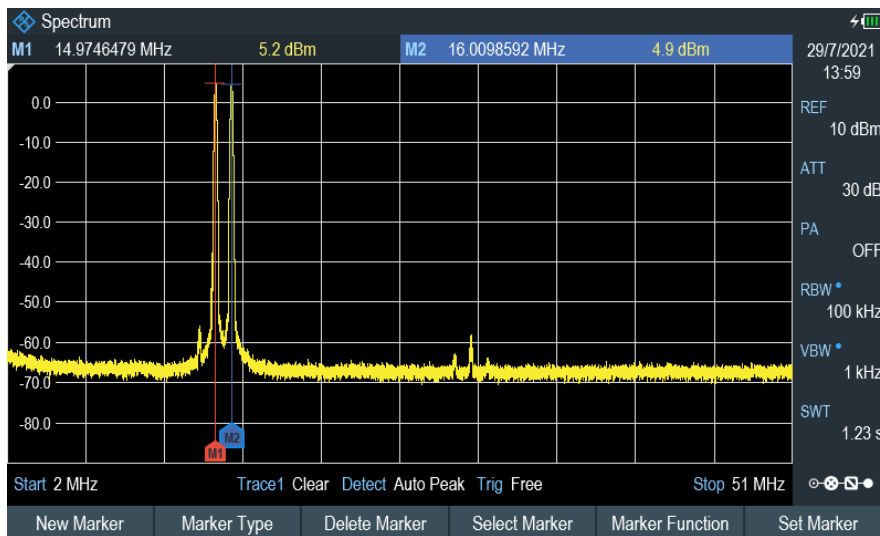 Spectrum
M1 14.9746479 MHz 5.2 dBm M2 16.0098592 MHz 4.9 dBm
29/7/2021
13:59
0.0
-10.0
-20.0
-30.0
-40.0
-50.0
-60.0
-70.0
-80.0
M2
M1
REF
10 dBm
ATT
30 dB
PA
OFF
RBW
100 kHz
VBW
1 kHz
SWT
1.23 s
Start 2 MHz Trace1 Clear Detect Auto Peak Trig Free Stop 51 MHz
New Marker Marker Type Delete Marker Select Marker Marker Function Set Marker